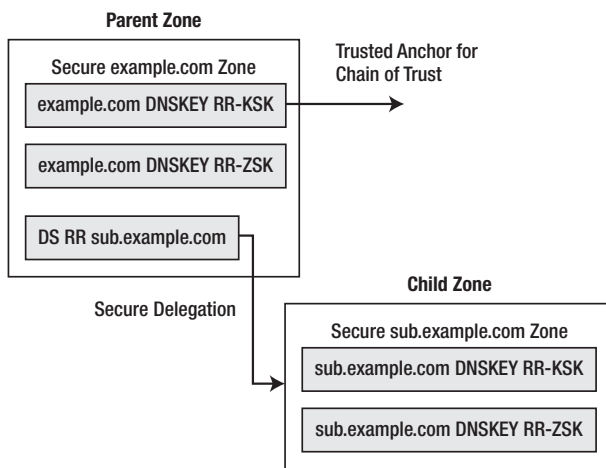 Parent Zone
Secure example.com Zone
Trusted Anchor for
Chain of Trust
example.com DNSKEY RR-KSK
example.com DNSKEY RR-ZSK
DS RR sub.example.com
Secure Delegation
Child Zone
Secure sub.example.com Zone
sub.example.com DNSKEY RR-KSK
sub.example.com DNSKEY RR-ZSK